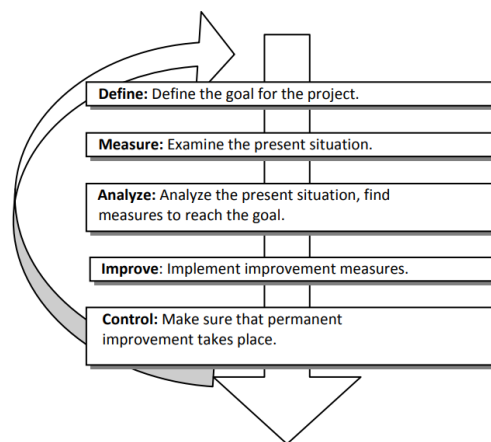 Define: Define the goal for the project.
Measure: Examine the present situation.
Analyze: Analyze the present situation, find
measures to reach the goal.
Improve: Implement improvement measures.
Control: Make sure that permanent
improvement takes place.